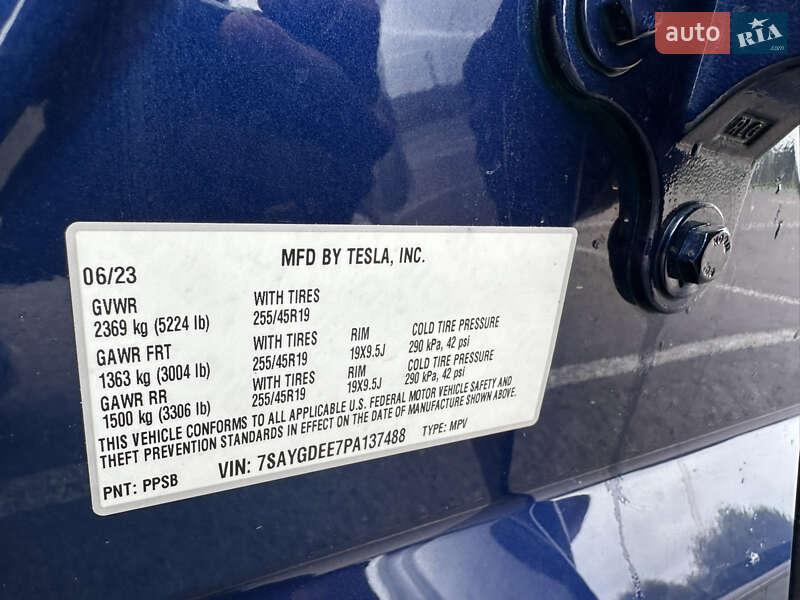 auto RIA.com
RLG
MFD BY TESLA, INC.
06/23
GVWR WITH TIRES
2369 kg (5224 lb) 255/45R19
GAWR FRT WITH TIRES RIM COLD TIRE PRESSURE
1363 kg (3004 lb) 255/45R19 19X9.5J 290 kPa, 42 psi
GAWR RR WITH TIRES RIM COLD TIRE PRESSURE
1500 kg (3306 lb) 255/45R19 19X9.5J 290 kPa, 42 psi
THIS VEHICLE CONFORMS TO ALL APPLICABLE U.S. FEDERAL MOTOR VEHICLE SAFETY AND
THEFT PREVENTION STANDARDS IN EFFECT ON THE DATE OF MANUFACTURE SHOWN ABOVE.
VIN: 7SAYGDEE7PA137488 TYPE: MPV
PNT: PPSB